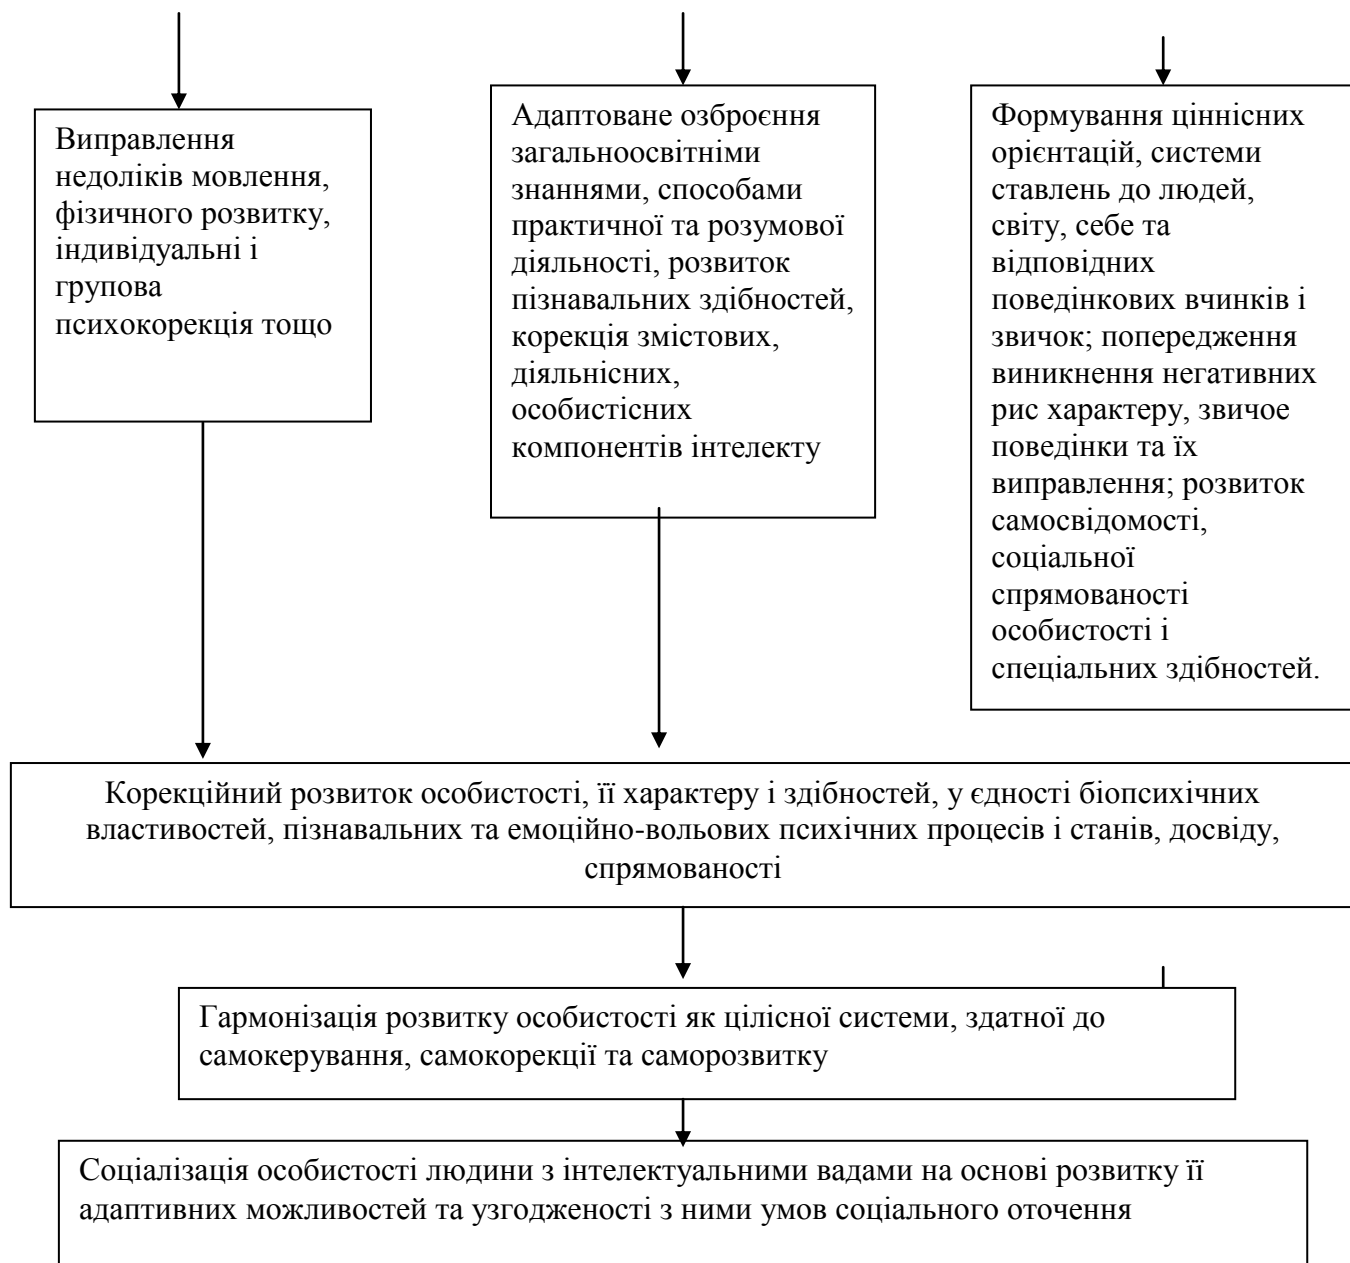 Виправлення
недоліків мовлення,
фізичного розвитку,
індивідуальні і
групова
психокорекція тощо
Адаптоване озброєння
загальноосвітніми
знаннями, способами
практичної та розумової
діяльності, розвиток
пізнавальних здібностей,
корекція змістових,
діяльнісних,
особистісних
компонентів інтелекту
Формування ціннісних
орієнтацій, системи
ставлень до людей,
світу, себе та
відповідних
поведінкових вчинків і
звичок; попередження
виникнення негативних
рис характеру, звичое
поведінки та їх
виправлення; розвиток
самосвідомості,
соціальної
спрямованості
особистості і
спеціальних здібностей.
Корекційний розвиток особистості, її характеру і здібностей, у єдності біопсихічних
властивостей, пізнавальних та емоційно-вольових психічних процесів і станів, досвіду,
спрямованості
Гармонізація розвитку особистості як цілісної системи, здатної до
самокерування, самокорекції та саморозвитку
Соціалізація особистості людини з інтелектуальними вадами на основі розвитку її
адаптивних можливостей та узгодженості з ними умов соціального оточення